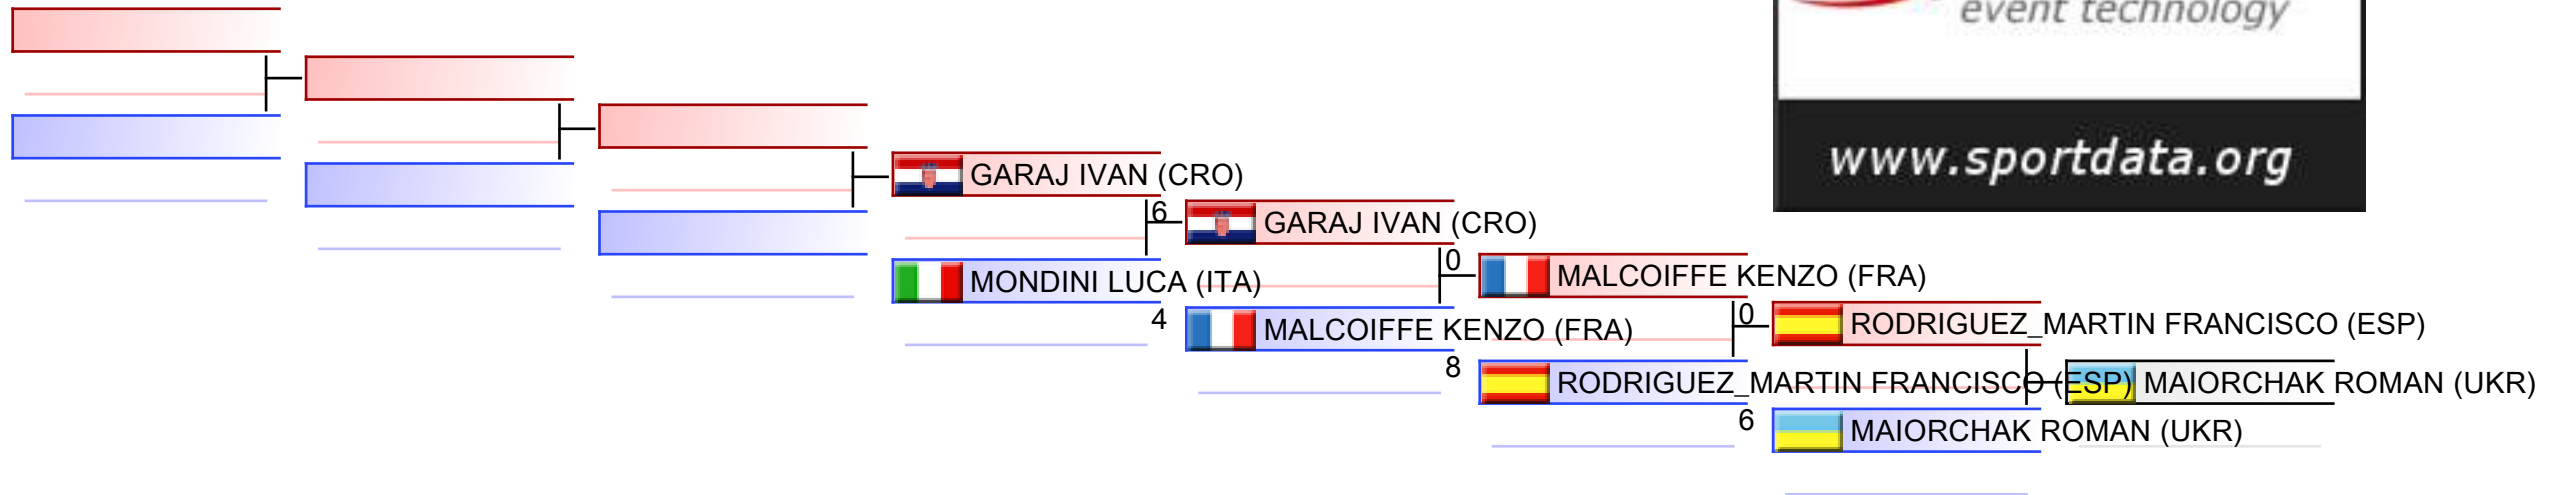 event technology
www.sportdata.org
GARAJ IVAN (CRO)
6
GARAJ IVAN (CRO)
MONDINI LUCA (ITA)
0
MALCOIFFE KENZO (FRA)
4
MALCOIFFE KENZO (FRA)
0
RODRIGUEZ_MARTIN FRANCISCO (ESP)
8
RODRIGUEZ_MARTIN FRANCISCO (ESP)
MAIORCHAK ROMAN (UKR)
6
MAIORCHAK ROMAN (UKR)